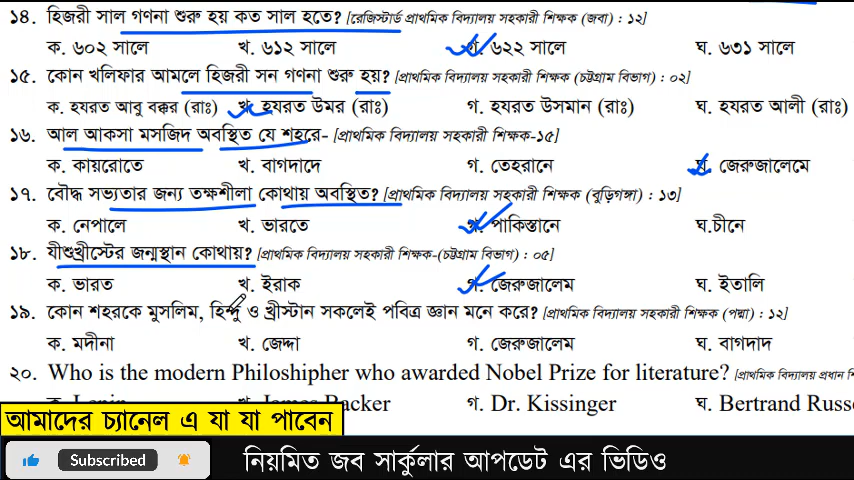 ১৪. হিজরী সাল গণনা শুরু হয় কত সাল হতে? [রেজিস্টার্ড প্রাথমিক বিদ্যালয় সহকারী শিক্ষক (জবা) : ১২]
ক. ৬০২ সালে খ. ৬১২ সালে গ. ৬২২ সালে ঘ. ৬৩১ সালে
১৫. কোন খলিফার আমলে হিজরী সন গণনা শুরু হয়? [প্রাথমিক বিদ্যালয় সহকারী শিক্ষক (চট্টগ্রাম বিভাগ) : ০২]
ক. হযরত আবু বক্কর (রাঃ) খ. হযরত উমর (রাঃ) গ. হযরত উসমান (রাঃ) ঘ. হযরত আলী (রাঃ)
১৬. আল আকসা মসজিদ অবস্থিত যে শহরে- [প্রাথমিক বিদ্যালয় সহকারী শিক্ষক-১৫]
ক. কায়রোতে খ. বাগদাদে গ. তেহরানে ঘ. জেরুজালেমে
১৭. বৌদ্ধ সভ্যতার জন্য তক্ষশীলা কোথায় অবস্থিত? [প্রাথমিক বিদ্যালয় সহকারী শিক্ষক (বুড়িগঙ্গা) : ১৩]
ক. নেপালে খ. ভারতে গ. পাকিস্তানে ঘ.চীনে
১৮. যীশুখ্রীস্টের জন্মস্থান কোথায়? [প্রাথমিক বিদ্যালয় সহকারী শিক্ষক-(চট্টগ্রাম বিভাগ) : ০৫]
ক. ভারত খ. ইরাক গ. জেরুজালেম ঘ. ইতালি
১৯. কোন শহরকে মুসলিম, হিন্দু ও খ্রীস্টান সকলেই পবিত্র জ্ঞান মনে করে? [প্রাথমিক বিদ্যালয় সহকারী শিক্ষক (পদ্মা) : ১২]
ক. মদীনা খ. জেদ্দা গ. জেরুজালেম ঘ. বাগদাদ
২০. Who is the modern Philoshipher who awarded Nobel Prize for literature? [প্রাথমিক বিদ্যালয় প্রধান
গ. Dr. Kissinger ঘ. Bertrand
আমাদের চ্যানেল এ যা যা পাবেন
Subscribed নিয়মিত জব সার্কুলার আপডেট এর ভিডিও